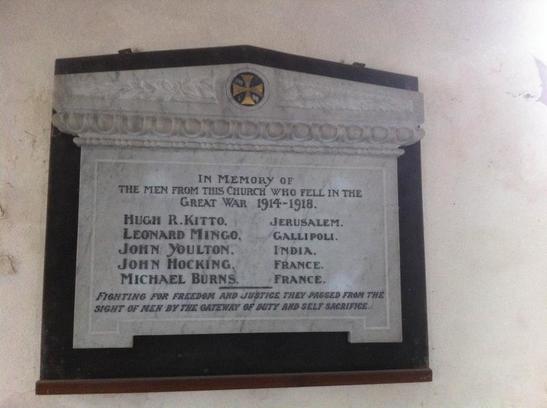 IN MEMORY OF
THE MEN FROM THIS CHURCH WHO FELL IN THE
GREAT WAR 1914-1918.
HUGH R. KITTO. JERUSALEM.
LEONARD MINGO. GALLIPOLI.
JOHN YOULTON. INDIA.
JOHN HOCKING. FRANCE.
MICHAEL BURNS. FRANCE.
FIGHTING FOR FREEDOM AND JUSTICE THEY PASSED FROM THE
SIGHT OF MEN BY THE GATEWAY OF DUTY AND SELF SACRIFICE.